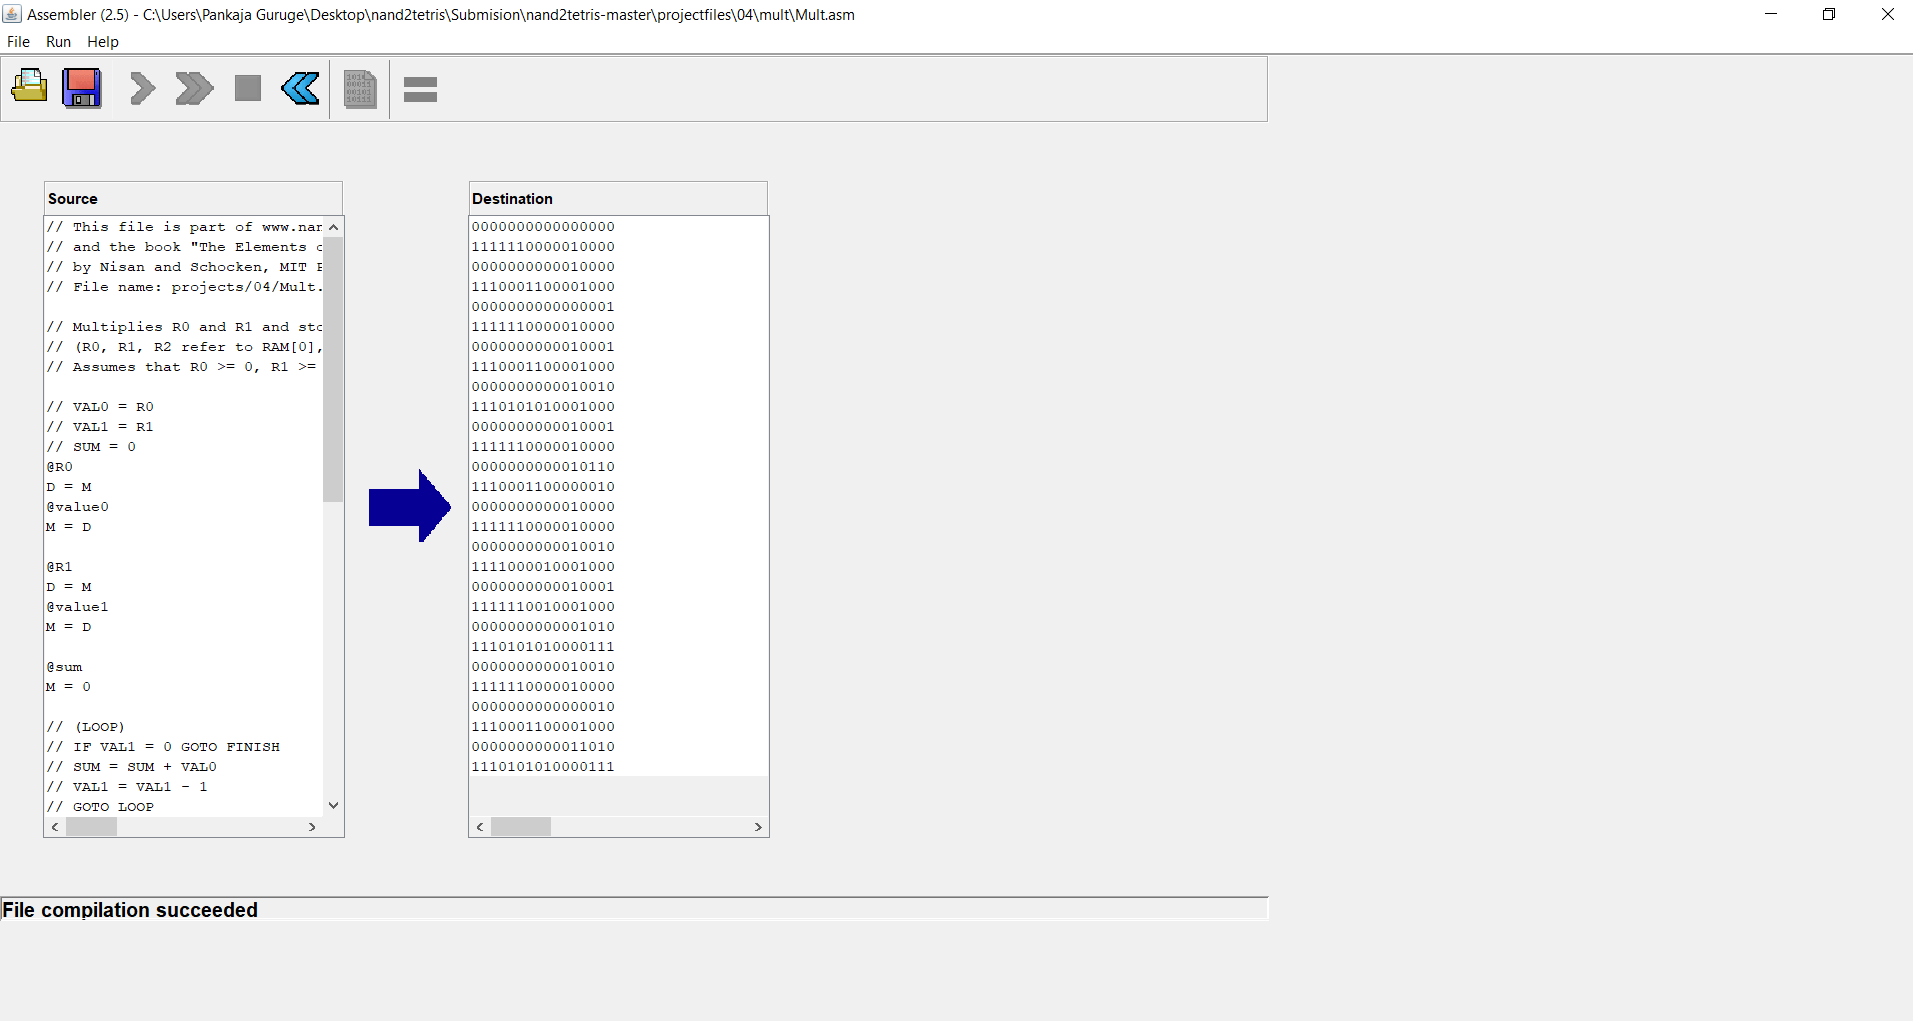 Assembler (2.5) - C:\Users\Pankaja Guruge\Desktop\nand2tetris\Submision\nand2tetris-master\projectfiles\04\mult\Mult.asm
File Run Help
Source
// This file is part of www.nan
// and the book "The Elements o
// by Nisan and Schocken, MIT P
// File name: projects/04/Mult.
// Multiplies R0 and R1 and sto
// (R0, R1, R2 refer to RAM[0],
// Assumes that R0 >= 0, R1 >=
// VAL0 = R0
// VAL1 = R1
// SUM = 0
@R0
D = M
@value0
M = D
@R1
D = M
@value1
M = D
@sum
M = 0
// (LOOP)
// IF VAL1 = 0 GOTO FINISH
// SUM = SUM + VAL0
// VAL1 = VAL1 - 1
// GOTO LOOP
Destination
0000000000000000
1111110000010000
0000000000010000
1110001100001000
0000000000000001
1111110000010000
0000000000010001
1110001100001000
0000000000010010
1110101010001000
0000000000010001
1111110000010000
0000000000010110
1110001100000010
0000000000010000
1111110000010000
0000000000010010
1111000010001000
0000000000010001
1111110010001000
0000000000001010
1110101010000111
0000000000010010
1111110000010000
0000000000000010
1110001100001000
0000000000011010
1110101010000111
File compilation succeeded